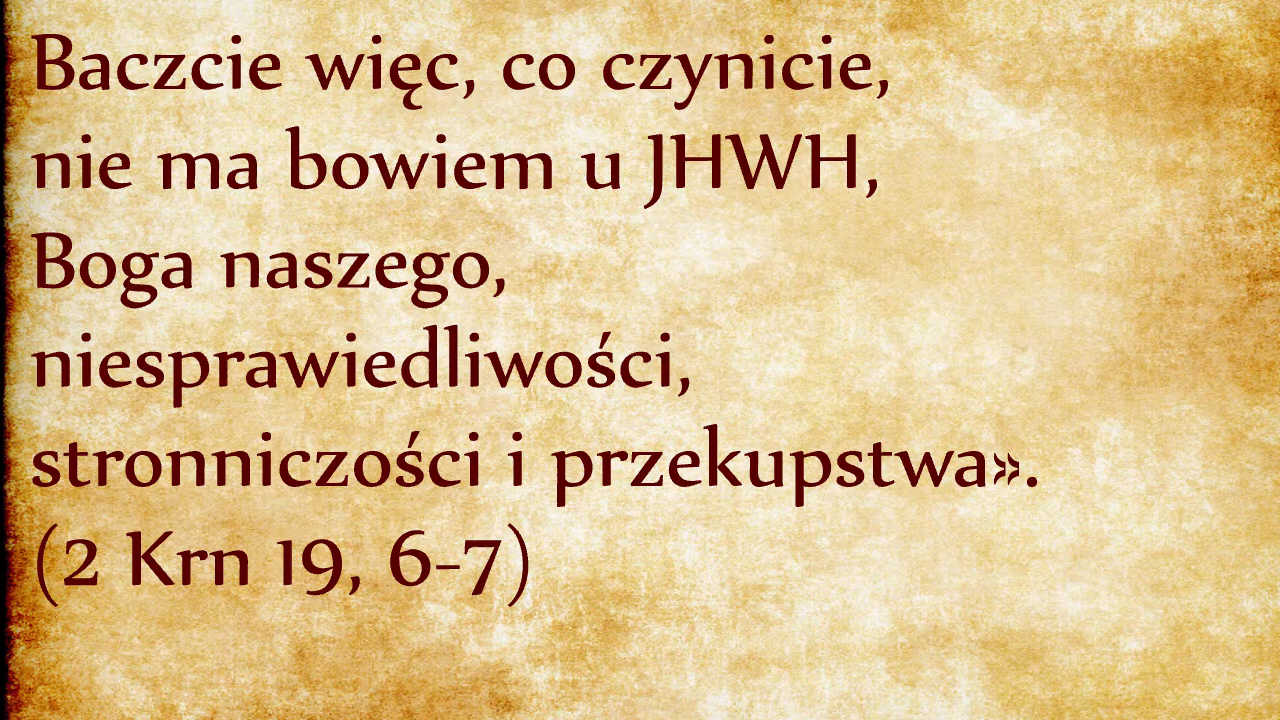 Baczcie więc, co czynicie,
nie ma bowiem u JHWH,
Boga naszego,
niesprawiedliwości,
stronniczości i przekupstwa».
(2 Krn 19, 6-7)